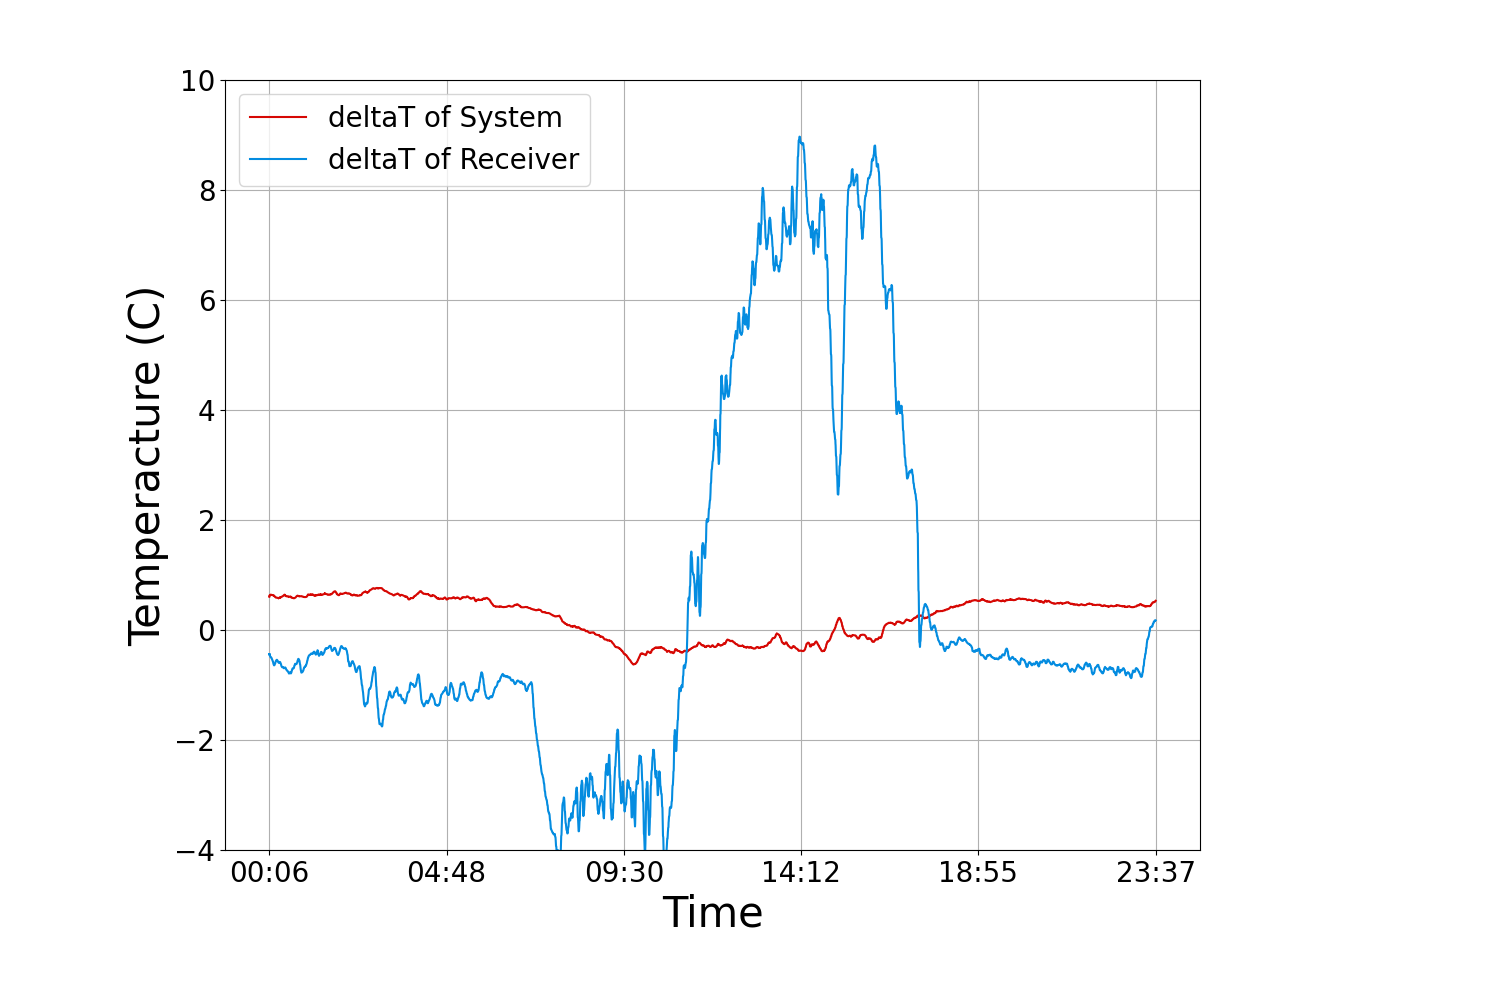 deltaT of System
deltaT of Receiver
Temperacture (C)
10
8
6
4
2
0
−2
−4
00:06 04:48 09:30 14:12 18:55 23:37
Time